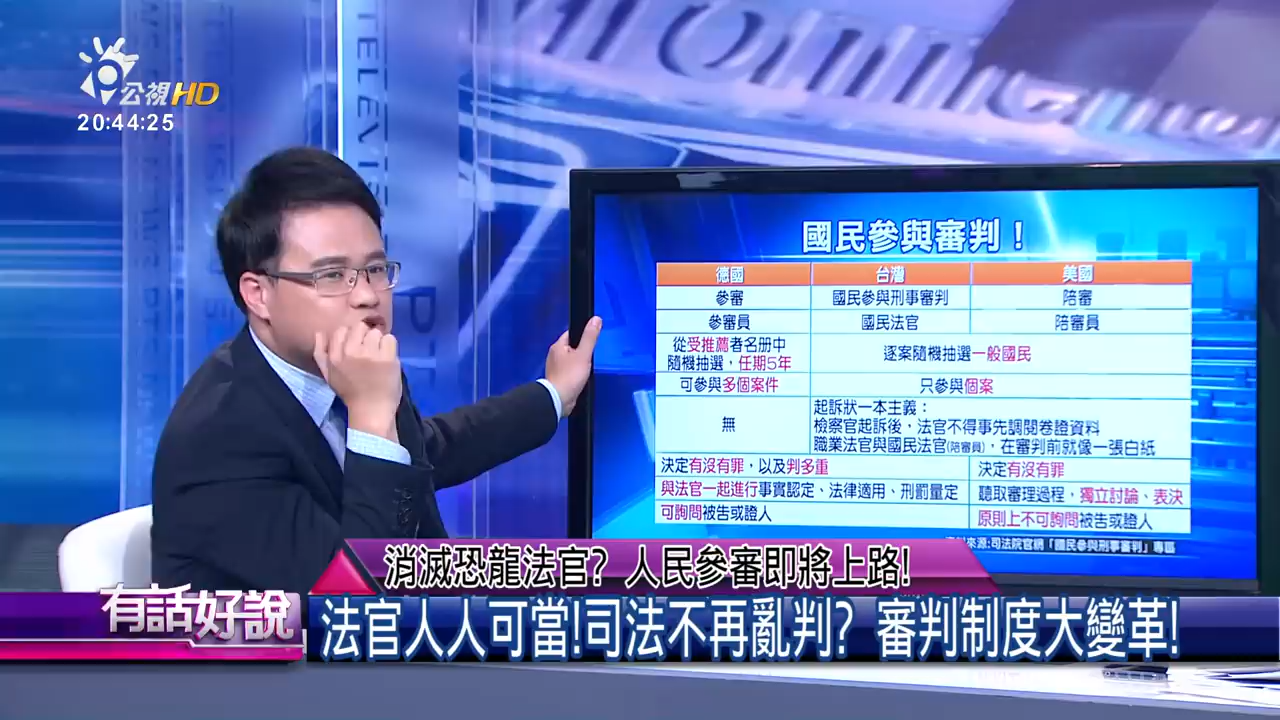 公視HD
20:44:25
TELEVIS
國民參與審判！
德國 台灣 美國
參審 國民參與刑事審判 陪審
參審員 國民法官 陪審員
從受推薦者名册中
隨機抽選，任期5年
逐案隨機抽選一般國民
可參與多個案件 只參與個案
無
起訴狀一本主義：
檢察官起訴後，法官不得事先調閱卷證資料
職業法官與國民法官(陪審員)，在審判前就像一張白紙
決定有沒有罪，以及判多重 決定有沒有罪
與法官一起進行事實認定、法律適用、刑罰量定 聽取審理過程，獨立討論、表決
可詢問被告或證人 原則上不可詢問被告或證人
來源:司法院官網「國民參與刑事審判」專區
消滅恐龍法官? 人民參審即將上路!
有話好說
法官人人可當!司法不再亂判? 審判制度大變革!